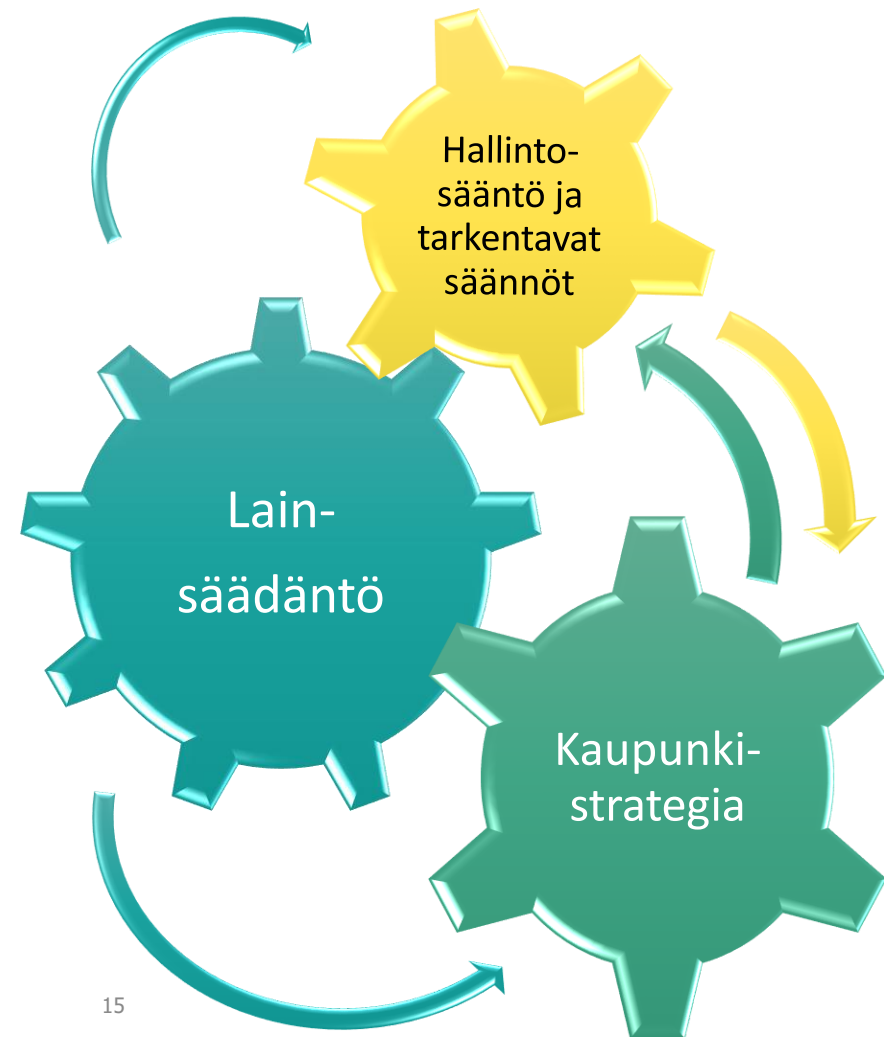 Hallinto-
sääntö ja
tarkentavat
säännöt
Lain-
säädäntö
Kaupunki-
strategia
15